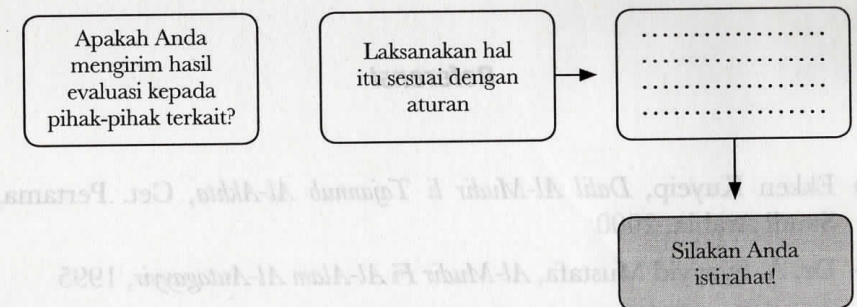 Apakah Anda
mengirim hasil
evaluasi kepada
pihak-pihak terkait?
Laksanakan hal
itu sesuai dengan
aturan
....................
....................
....................
....................
Silakan Anda
istirahat!